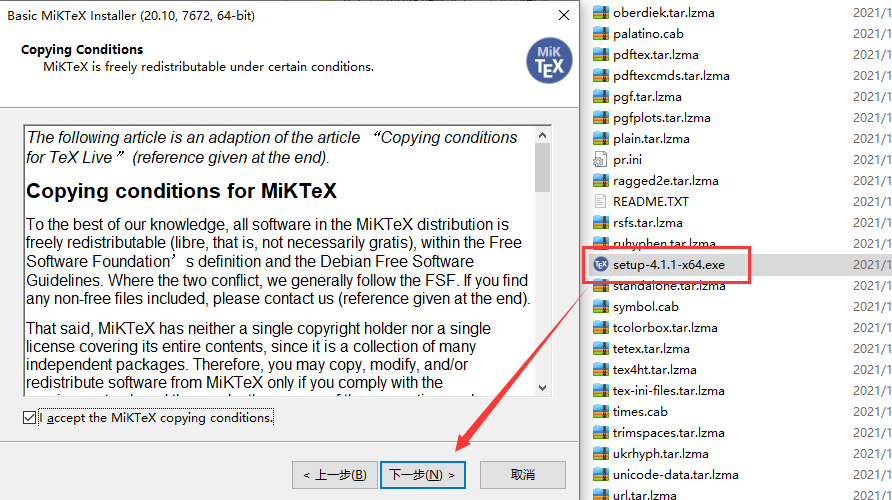 Basic MiKTeX Installer (20.10, 7672, 64-bit)
Copying Conditions
MiKTeX is freely redistributable under certain conditions.
MiK
TEX
The following article is an adaption of the article “Copying conditions
for TeX Live ” (reference given at the end).
Copying conditions for MiKTeX
To the best of our knowledge, all software in the MiKTeX distribution is
freely redistributable (libre, that is, not necessarily gratis), within the Free
Software Foundation’s definition and the Debian Free Software
Guidelines. Where the two conflict, we generally follow the FSF. If you find
any non-free files included, please contact us (reference given at the end).
That said, MiKTeX has neither a single copyright holder nor a single
license covering its entire contents, since it is a collection of many
independent packages. Therefore, you may copy, modify, and/or
redistribute software from MiKTeX only if you comply with the
I accept the MiKTeX copying conditions.
< 上一步(B)
下一步(N) >
取消
oberdiek.tar.lzma 2021/1
palatino.cab 2021/1
pdftex.tar.lzma 2021/1
pdftexcmds.tar.lzma 2021/1
pgf.tar.lzma 2021/1
pgfplots.tar.lzma 2021/1
plain.tar.lzma 2021/1
pr.ini 2021/1
ragged2e.tar.lzma 2021/1
README.TXT 2021/1
rsfs.tar.lzma 2021/1
ruhyphen.tar.lzma 2021/1
setup-4.1.1-x64.exe 2021/1
standalone.tar.lzma 2021/1
symbol.cab 2021/1
tcolorbox.tar.lzma 2021/1
tetex.tar.lzma 2021/1
tex4ht.tar.lzma 2021/1
tex-ini-files.tar.lzma 2021/1
times.cab 2021/1
trimspaces.tar.lzma 2021/1
ukrhyph.tar.lzma 2021/1
unicode-data.tar.lzma 2021/1
url.tar.lzma 2021/1